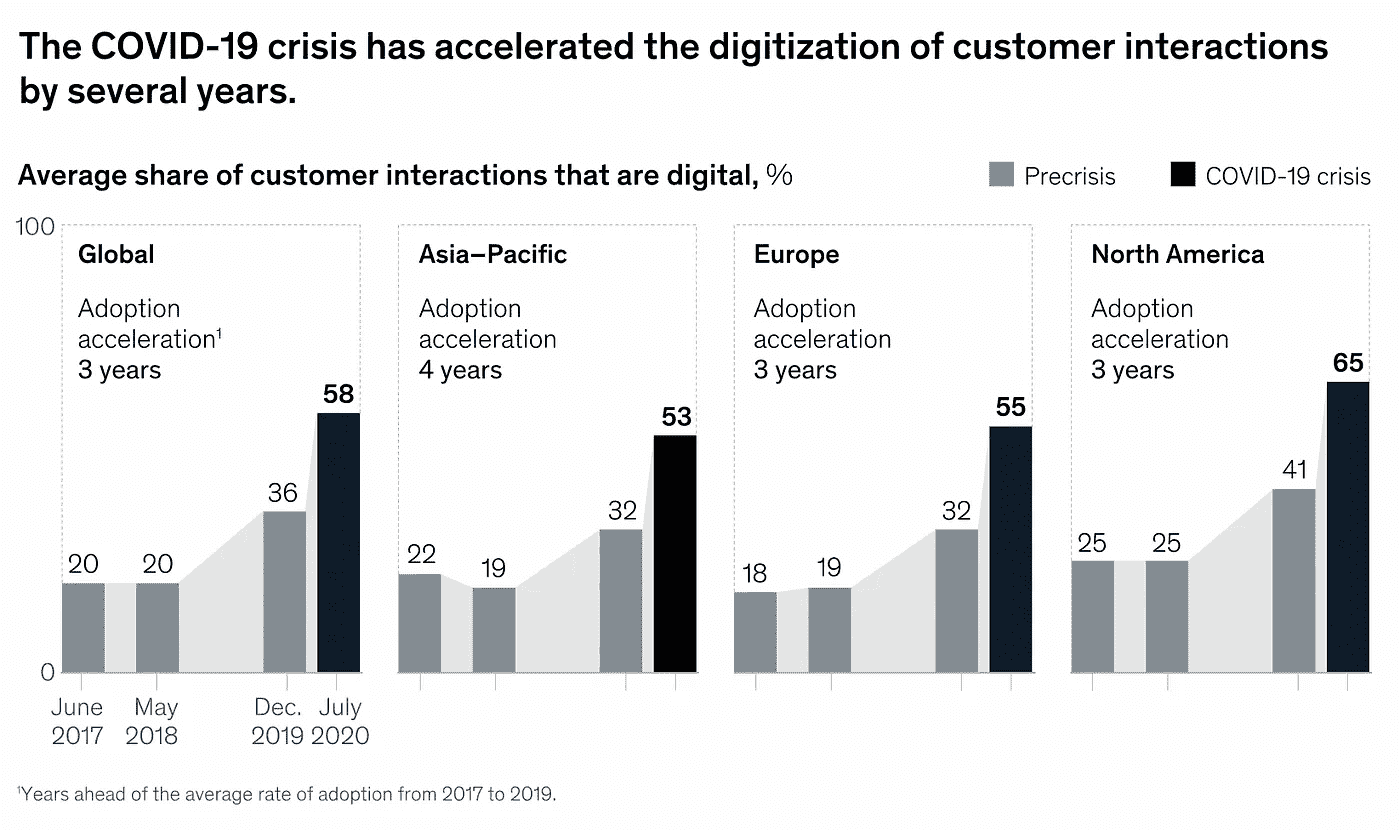 The COVID-19 crisis has accelerated the digitization of customer interactions
by several years.
Average share of customer interactions that are digital, %
Precrisis
COVID-19 crisis
100
0
Global
Adoption
acceleration¹
3 years
20
20
36
58
June
2017
May
2018
Dec.
2019
July
2020
Asia–Pacific
Adoption
acceleration
4 years
22
19
32
53
Europe
Adoption
acceleration
3 years
18
19
32
55
North America
Adoption
acceleration
3 years
25
25
41
65
¹Years ahead of the average rate of adoption from 2017 to 2019.